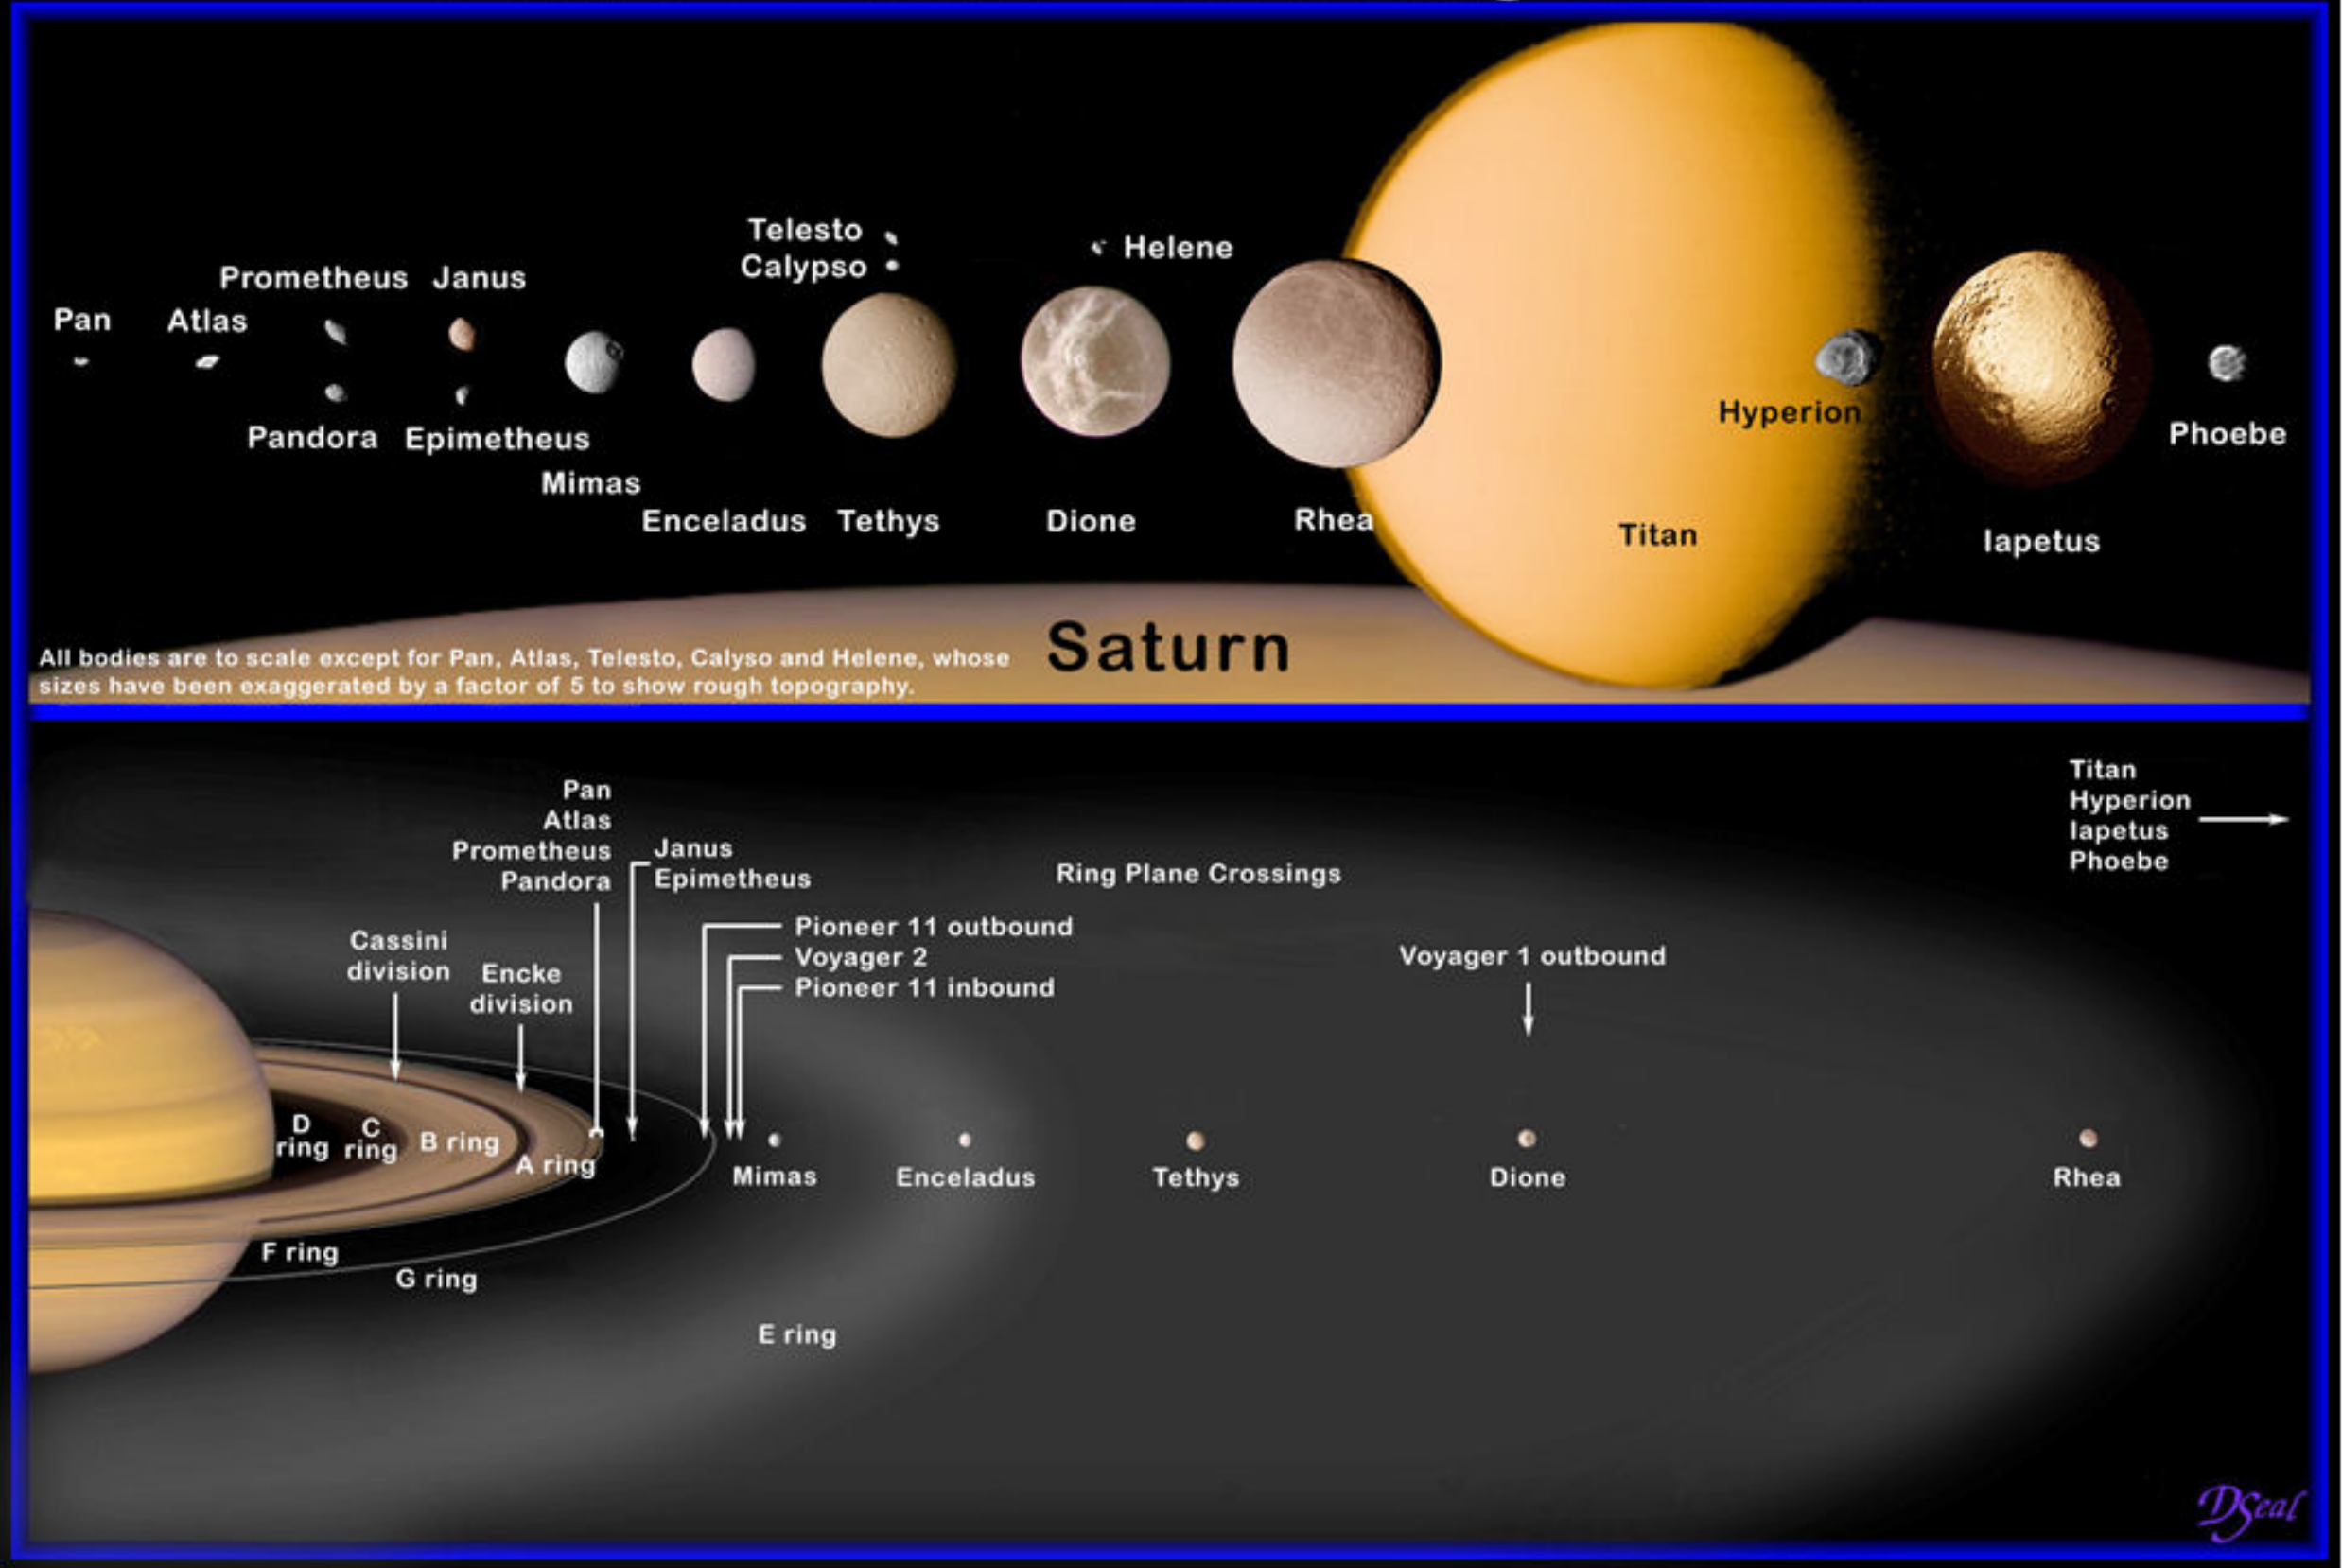 Telesto
Calypso
Helene
Prometheus
Janus
Pan
Atlas
Hyperion
Pandora
Epimetheus
Phoebe
Mimas
Enceladus
Tethys
Dione
Rhea
Titan
Iapetus
Saturn
All bodies are to scale except for Pan, Atlas, Telesto, Calyso and Helene, whose
sizes have been exaggerated by a factor of 5 to show rough topography.
Titan
Hyperion
Iapetus
Phoebe
Pan
Atlas
Prometheus
Pandora
Janus
Epimetheus
Ring Plane Crossings
Pioneer 11 outbound
Voyager 2
Pioneer 11 inbound
Voyager 1 outbound
Cassini
division
Encke
division
D
ring
C
ring
B ring
A ring
Mimas
Enceladus
Tethys
Dione
Rhea
F ring
G ring
E ring
DSeal